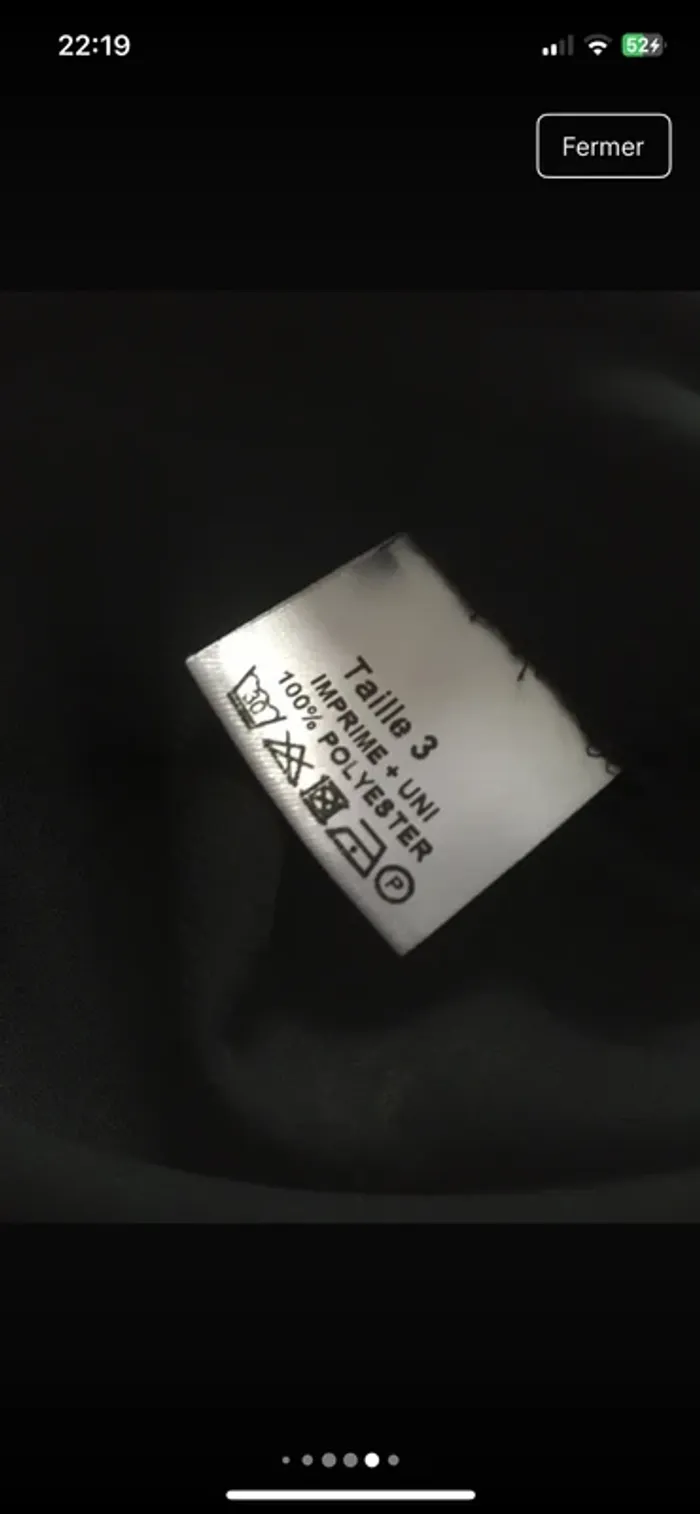 22:19
52
Fermer
Taille 3
IMPRIME + UNI
100% POLYESTER
30
P